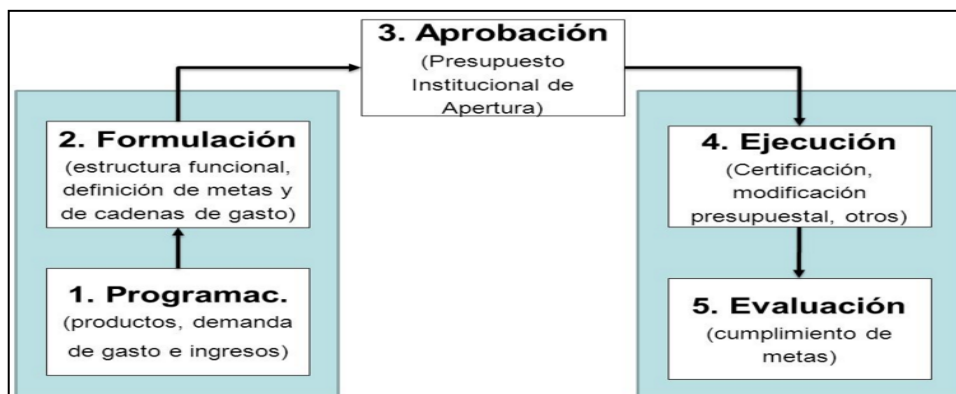 3. Aprobación
(Presupuesto
Institucional de
Apertura)
2. Formulación
(estructura funcional,
definición de metas y
de cadenas de gasto)
1. Programac.
(productos, demanda
de gasto e ingresos)
4. Ejecución
(Certificación,
modificación
presupuestal, otros)
5. Evaluación
(cumplimiento de
metas)